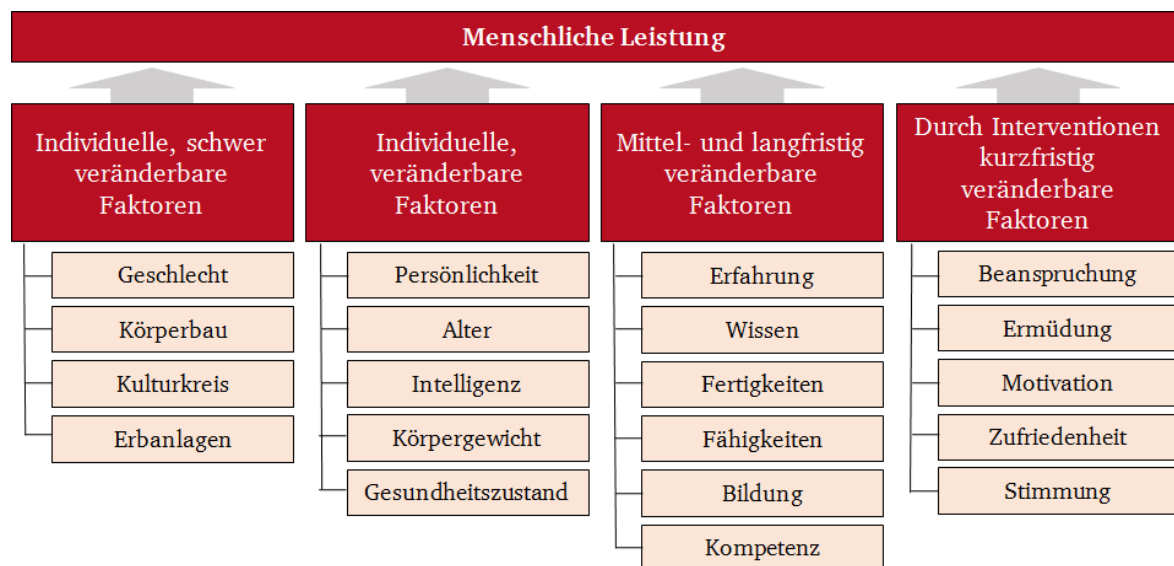 Menschliche Leistung
Individuelle, schwer
veränderbare
Faktoren
Geschlecht
Körperbau
Kulturkreis
Erbanlagen
Individuelle,
veränderbare
Faktoren
Persönlichkeit
Alter
Intelligenz
Körpergewicht
Gesundheitszustand
Mittel- und langfristig
veränderbare
Faktoren
Erfahrung
Wissen
Fertigkeiten
Fähigkeiten
Bildung
Kompetenz
Durch Interventionen
kurzfristig
veränderbare
Faktoren
Beanspruchung
Ermüdung
Motivation
Zufriedenheit
Stimmung